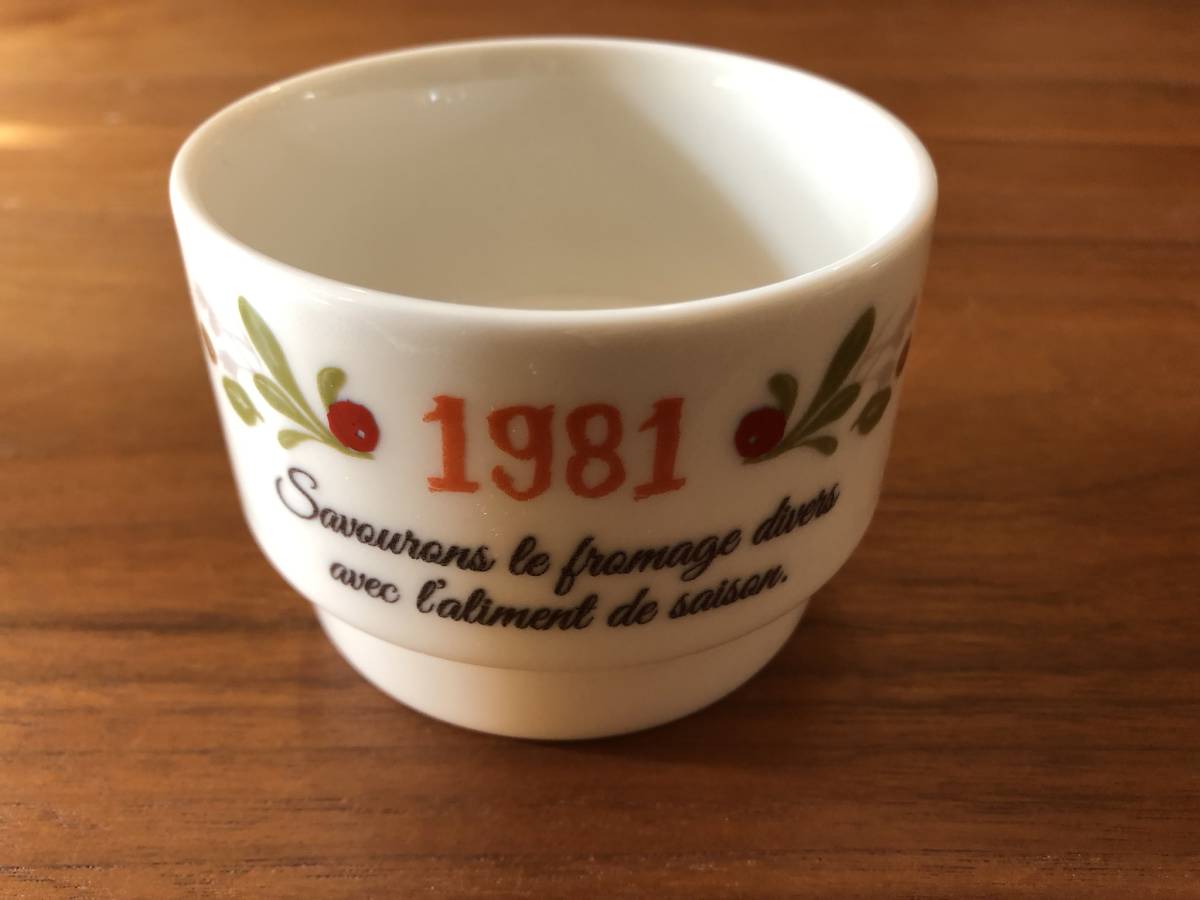 1981
Savourons le fromage divers
avec l'aliment de saison.